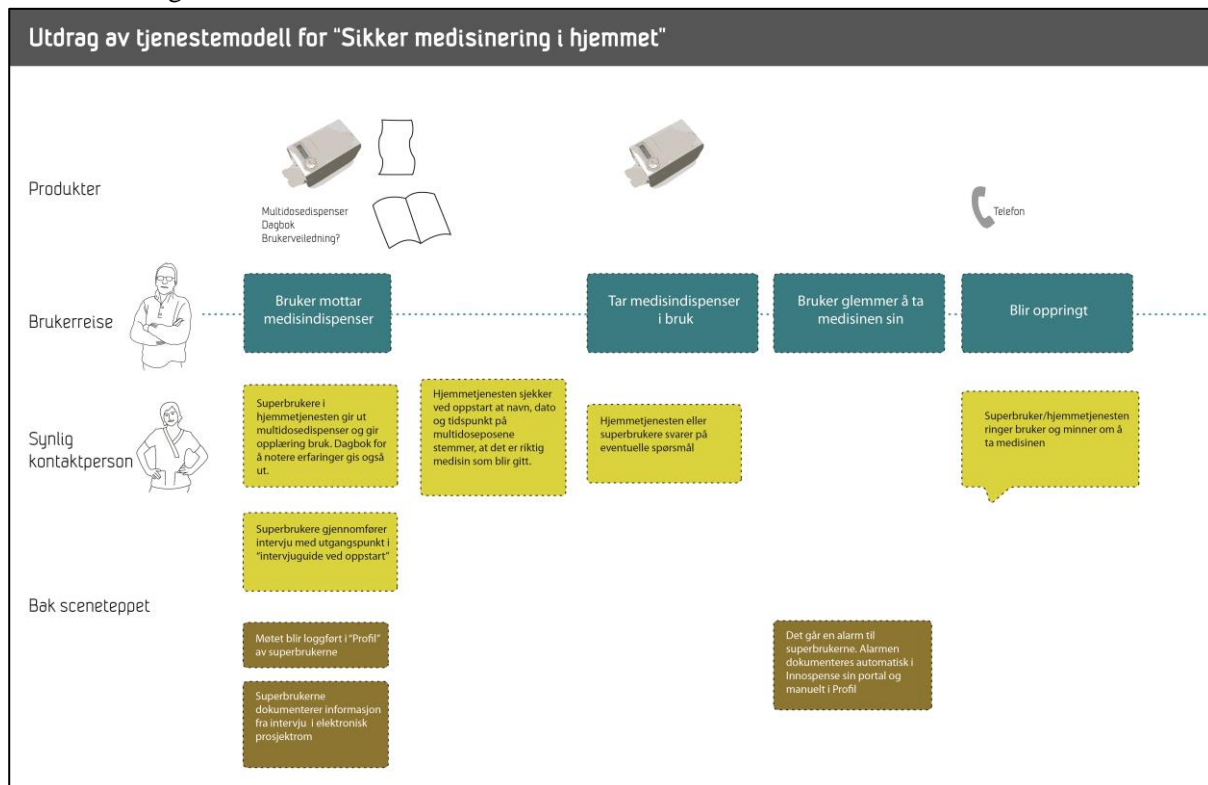 Utdrag av tjenestemodell for "Sikker medisinering i hjemmet"
Produkter
Multidosedispenser
Dagbok
Brukerveiledning?
Telefon
Brukerreise
Bruker mottar
medisindispenser
Tar medisindispenser
i bruk
Bruker glemmer å ta
medisinen sin
Blir oppringt
Synlig
kontaktperson
Superbrukere i
hjemmetjenesten gir ut
multidosedispenser og gir
opplæring bruk. Dagbok for
å notere erfaringer gis også
ut.
Hjemmetjenesten sjekker
ved oppstart at navn, dato
og tidspunkt på
multidoseposene
stemmer, at det er riktig
medisin som blir gitt.
Hjemmetjenesten eller
superbrukere svarer på
eventuelle spørsmål
Superbruker/hjemmetjenesten
ringer bruker og minner om å
ta medisinen
Superbrukere gjennomfører
intervju med utgangspunkt i
"intervjuguide ved oppstart"
Bak sceneteppet
Møtet blir loggført i "Profil"
av superbrukerne
Superbrukerne
dokumenterer informasjon
fra intervju i elektronisk
prosjektrom
Det går en alarm til
superbrukerne. Alarmen
dokumenteres automatisk i
Innospense sin portal og
manuelt i Profil